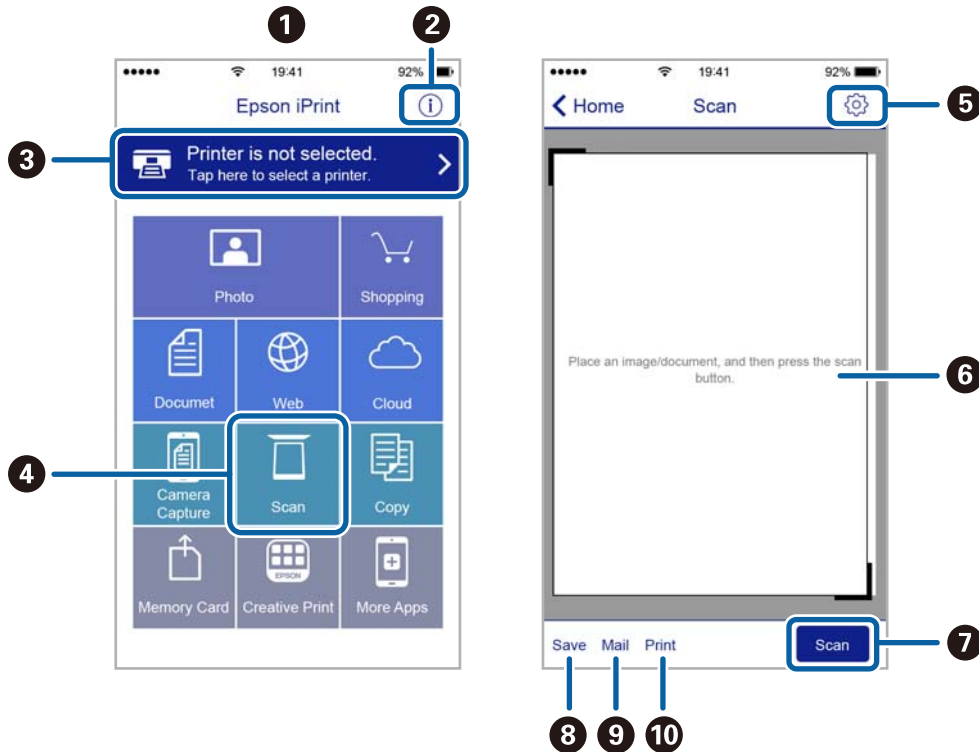 1
2
●●●●● 19:41 92%
Epson iPrint
3
Printer is not selected.
Tap here to select a printer.
Photo
Shopping
Documet
Web
Cloud
4
Camera
Capture
Scan
Copy
EPSON
Memory Card
Creative Print
More Apps
●●●●● 19:41 92%
Home Scan
5
Place an image/document, and then press the scan
button.
6
Save Mail Print Scan
7
8 9 10